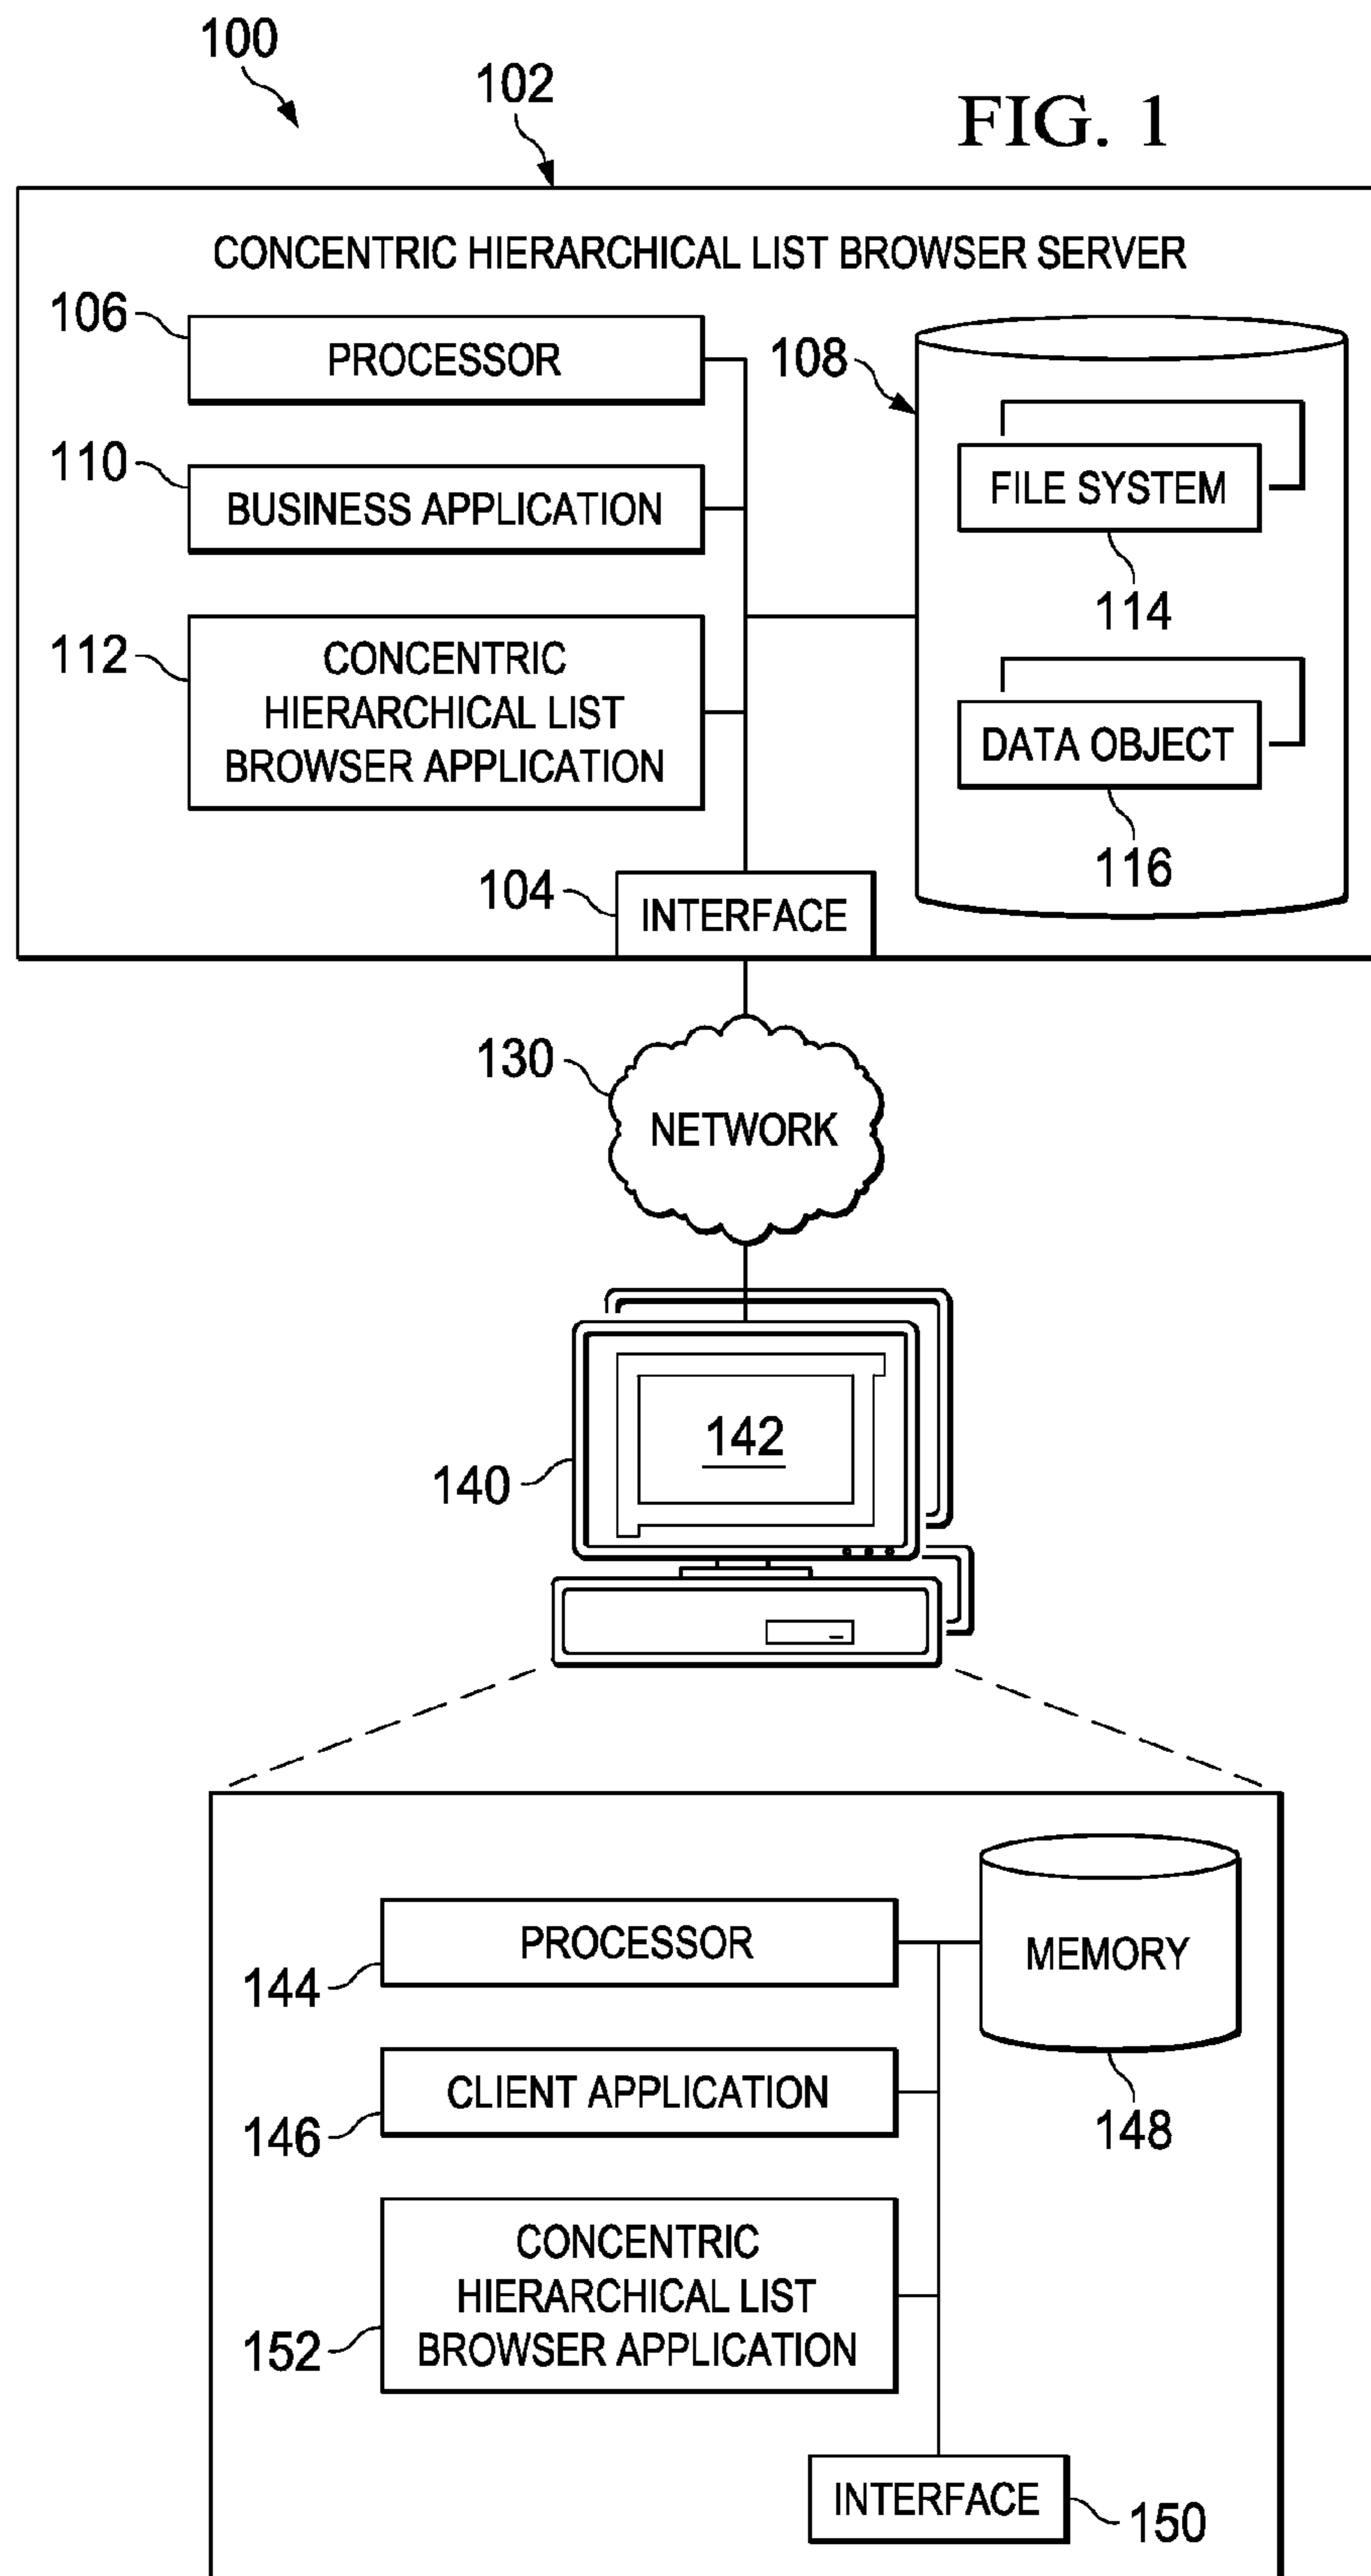 100
102
FIG. 1
CONCENTRIC HIERARCHICAL LIST BROWSER SERVER
106
PROCESSOR
108
110
BUSINESS APPLICATION
FILE SYSTEM
114
112
CONCENTRIC
HIERARCHICAL LIST
BROWSER APPLICATION
DATA OBJECT
116
104
INTERFACE
130
NETWORK
142
140
PROCESSOR
144
MEMORY
148
CLIENT APPLICATION
146
CONCENTRIC
HIERARCHICAL LIST
BROWSER APPLICATION
152
INTERFACE
150